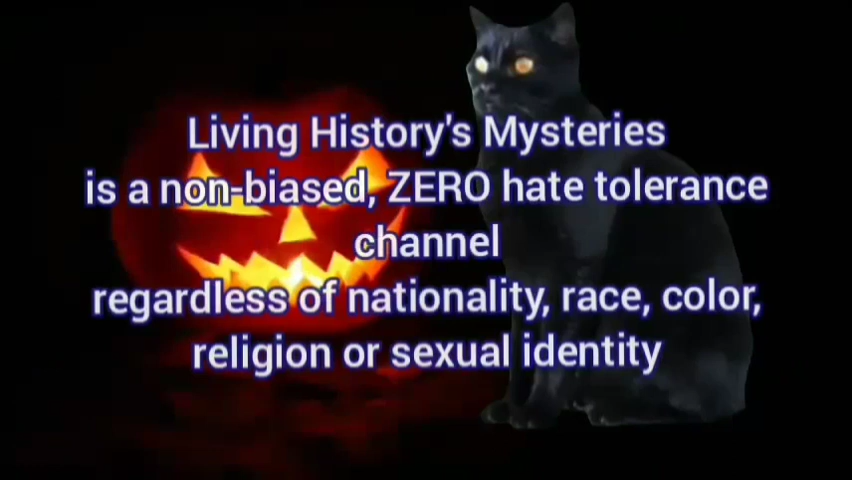 Living History's Mysteries
is a non-biased, ZERO hate tolerance
channel
regardless of nationality, race, color,
religion or sexual identity